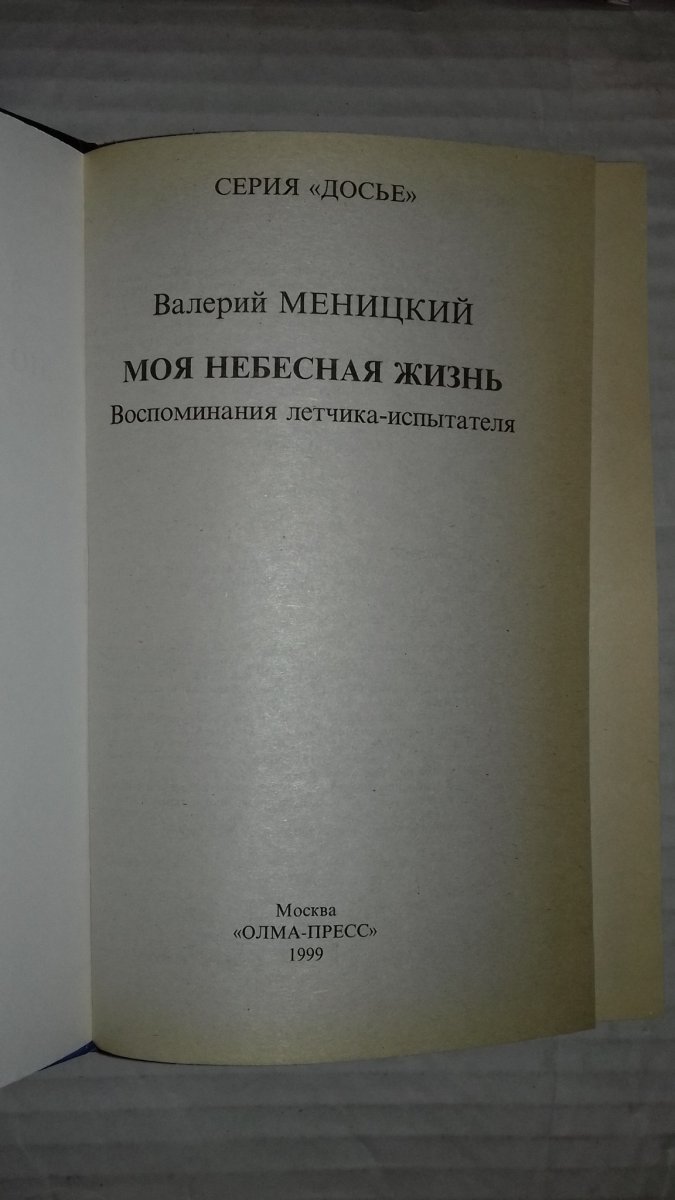 СЕРИЯ «ДОСЬЕ»
Валерий МЕНИЦКИЙ
МОЯ НЕБЕСНАЯ ЖИЗНЬ
Воспоминания летчика-испытателя
Москва
«ОЛМА-ПРЕСС»
1999